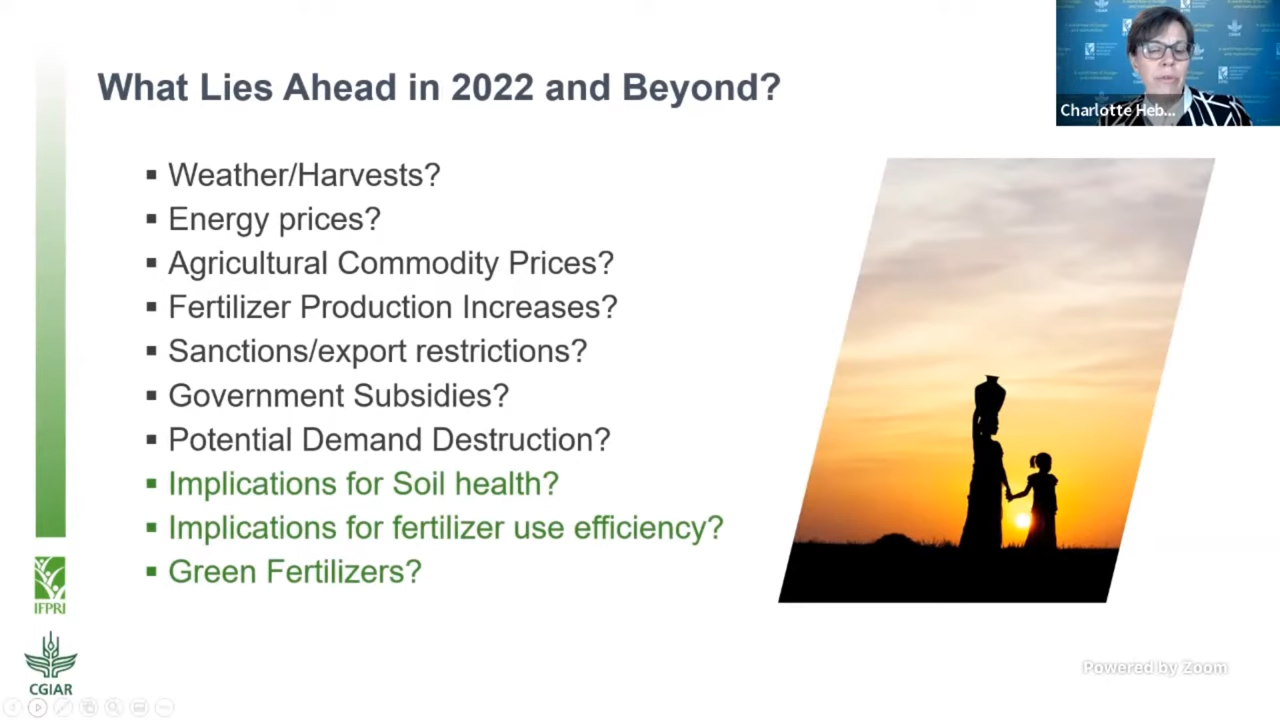 What Lies Ahead in 2022 and Beyond?
Charlotte Heb...
▪ Weather/Harvests?
▪ Energy prices?
▪ Agricultural Commodity Prices?
▪ Fertilizer Production Increases?
▪ Sanctions/export restrictions?
▪ Government Subsidies?
▪ Potential Demand Destruction?
▪ Implications for Soil health?
▪ Implications for fertilizer use efficiency?
▪ Green Fertilizers?
IFPRI
CGIAR
Powered by Zoom